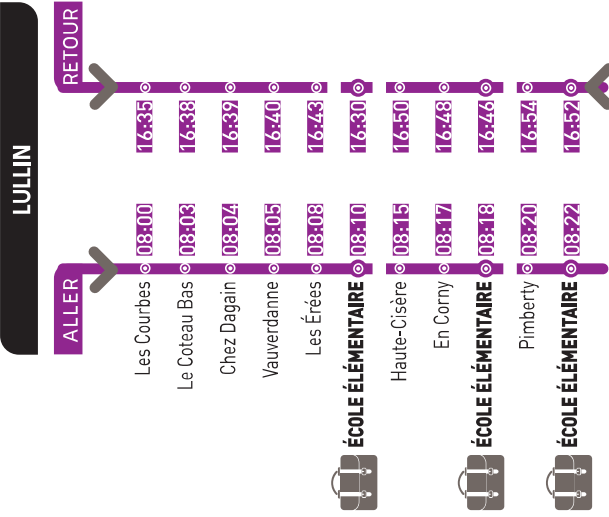 LULLIN
RETOUR
16:35
16:38
16:39
16:40
16:43
16:30
16:50
16:48
16:46
16:54
16:52
08:00
08:03
08:04
08:05
08:08
08:10
08:15
08:17
08:18
08:20
08:22
ALLER
Les Courbes
Le Coteau Bas
Chez Dagain
Vauverdanne
Les Érées
ÉCOLE ÉLÉMENTAIRE
Haute-Cisère
En Corny
ÉCOLE ÉLÉMENTAIRE
Pimberty
ÉCOLE ÉLÉMENTAIRE